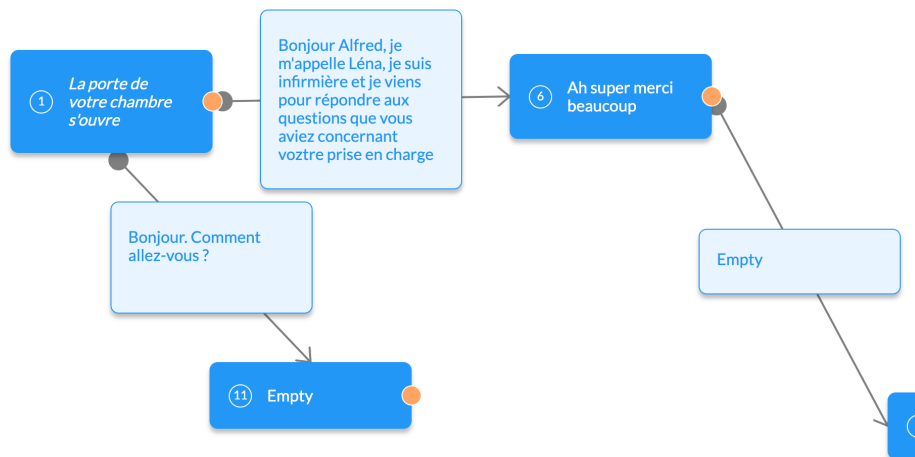 1
La porte de
votre chambre
s'ouvre
Bonjour Alfred, je
m'appelle Léna, je suis
infirmière et je viens
pour répondre aux
questions que vous
aviez concernant
voztre prise en charge
6
Ah super merci
beaucoup
Bonjour. Comment
allez-vous ?
Empty
11
Empty